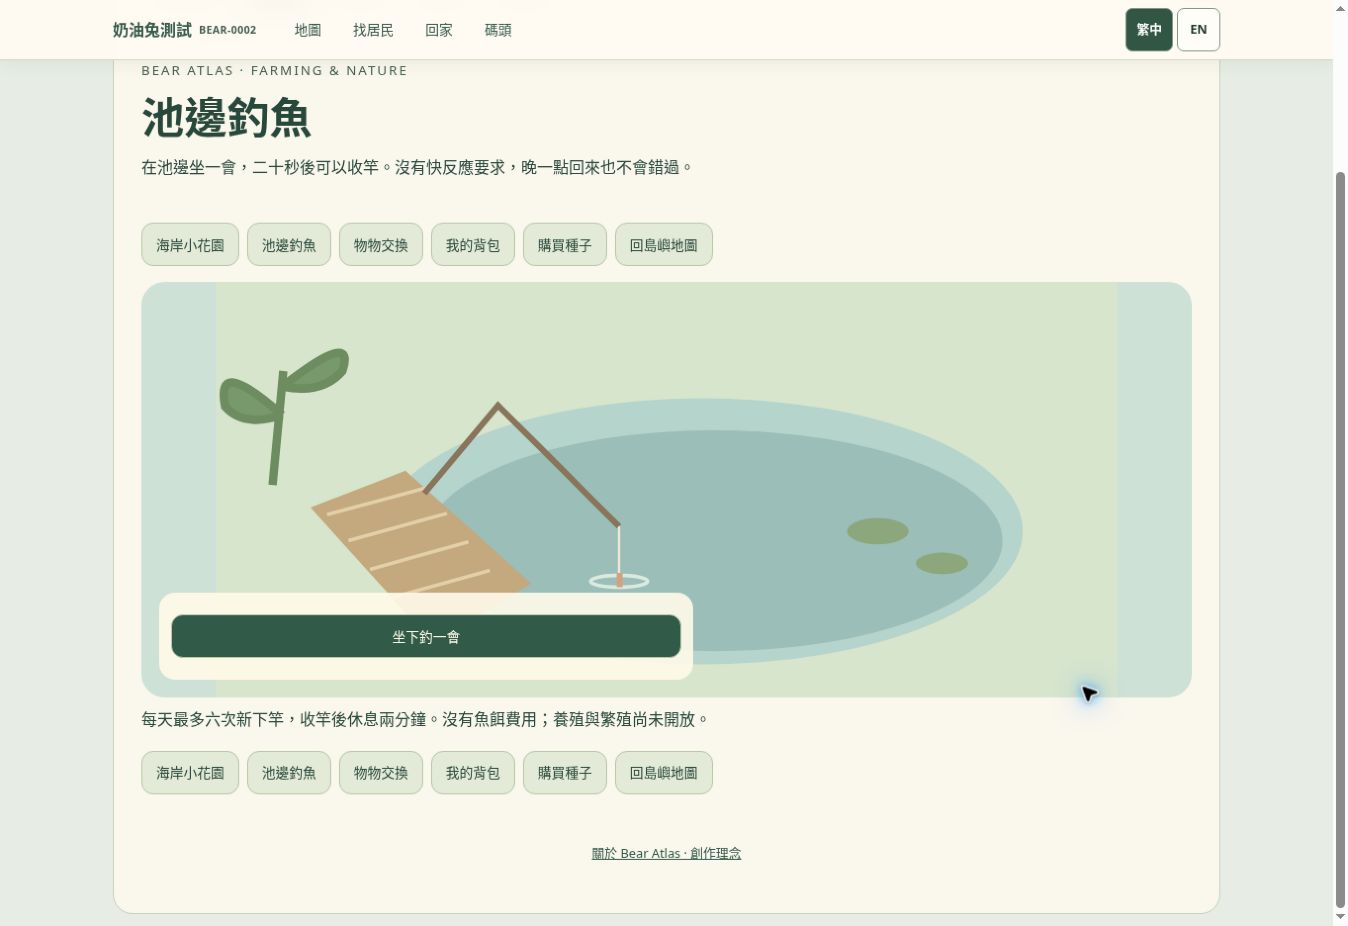 奶油兔測試 BEAR-0002 地圖 找居民 回家 碼頭 繁中 EN
BEAR ATLAS · FARMING & NATURE
池邊釣魚
在池邊坐一會，二十秒後可以收竿。沒有快反應要求，晚一點回來也不會錯過。
海岸小花園 池邊釣魚 物物交換 我的背包 購買種子 回島嶼地圖
坐下釣一會
每天最多六次新下竿，收竿後休息兩分鐘。沒有魚餌費用；養殖與繁殖尚未開放。
海岸小花園 池邊釣魚 物物交換 我的背包 購買種子 回島嶼地圖
關於 Bear Atlas · 創作理念